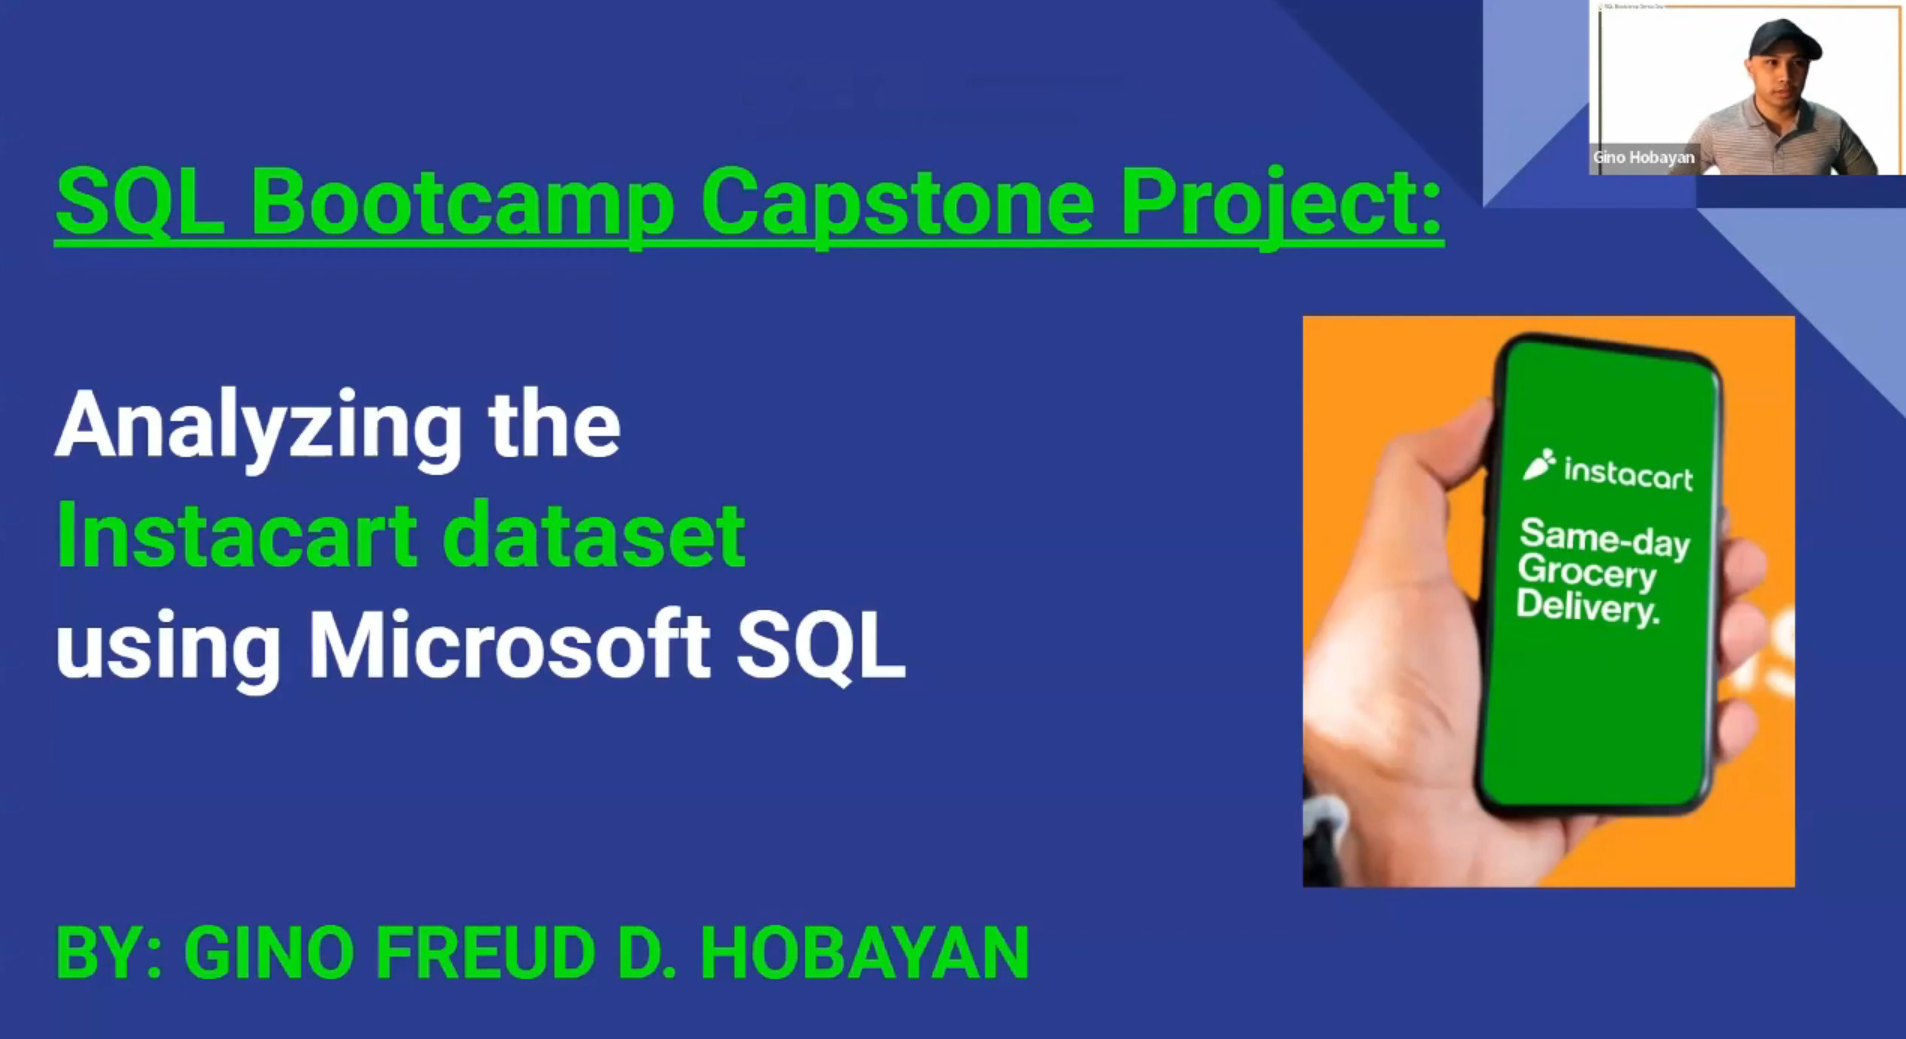 SQL Bootcamp Capstone Project:
Gino Hobayan
Analyzing the
Instacart dataset
using Microsoft SQL
instacart
Same-day
Grocery
Delivery.
BY: GINO FREUD D. HOBAYAN